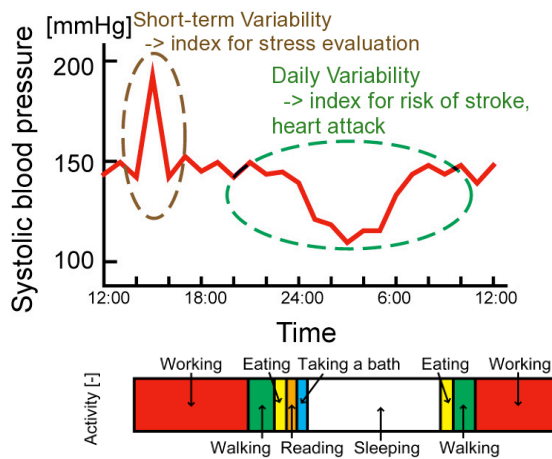 [mmHg]
Short-term Variability
-> index for stress evaluation
Daily Variability
-> index for risk of stroke,
heart attack
Systolic blood pressure
200
150
100
12:00 18:00 24:00 6:00 12:00
Time
Working Eating Taking a bath Eating Working
Activity [-]
Walking Reading Sleeping Walking